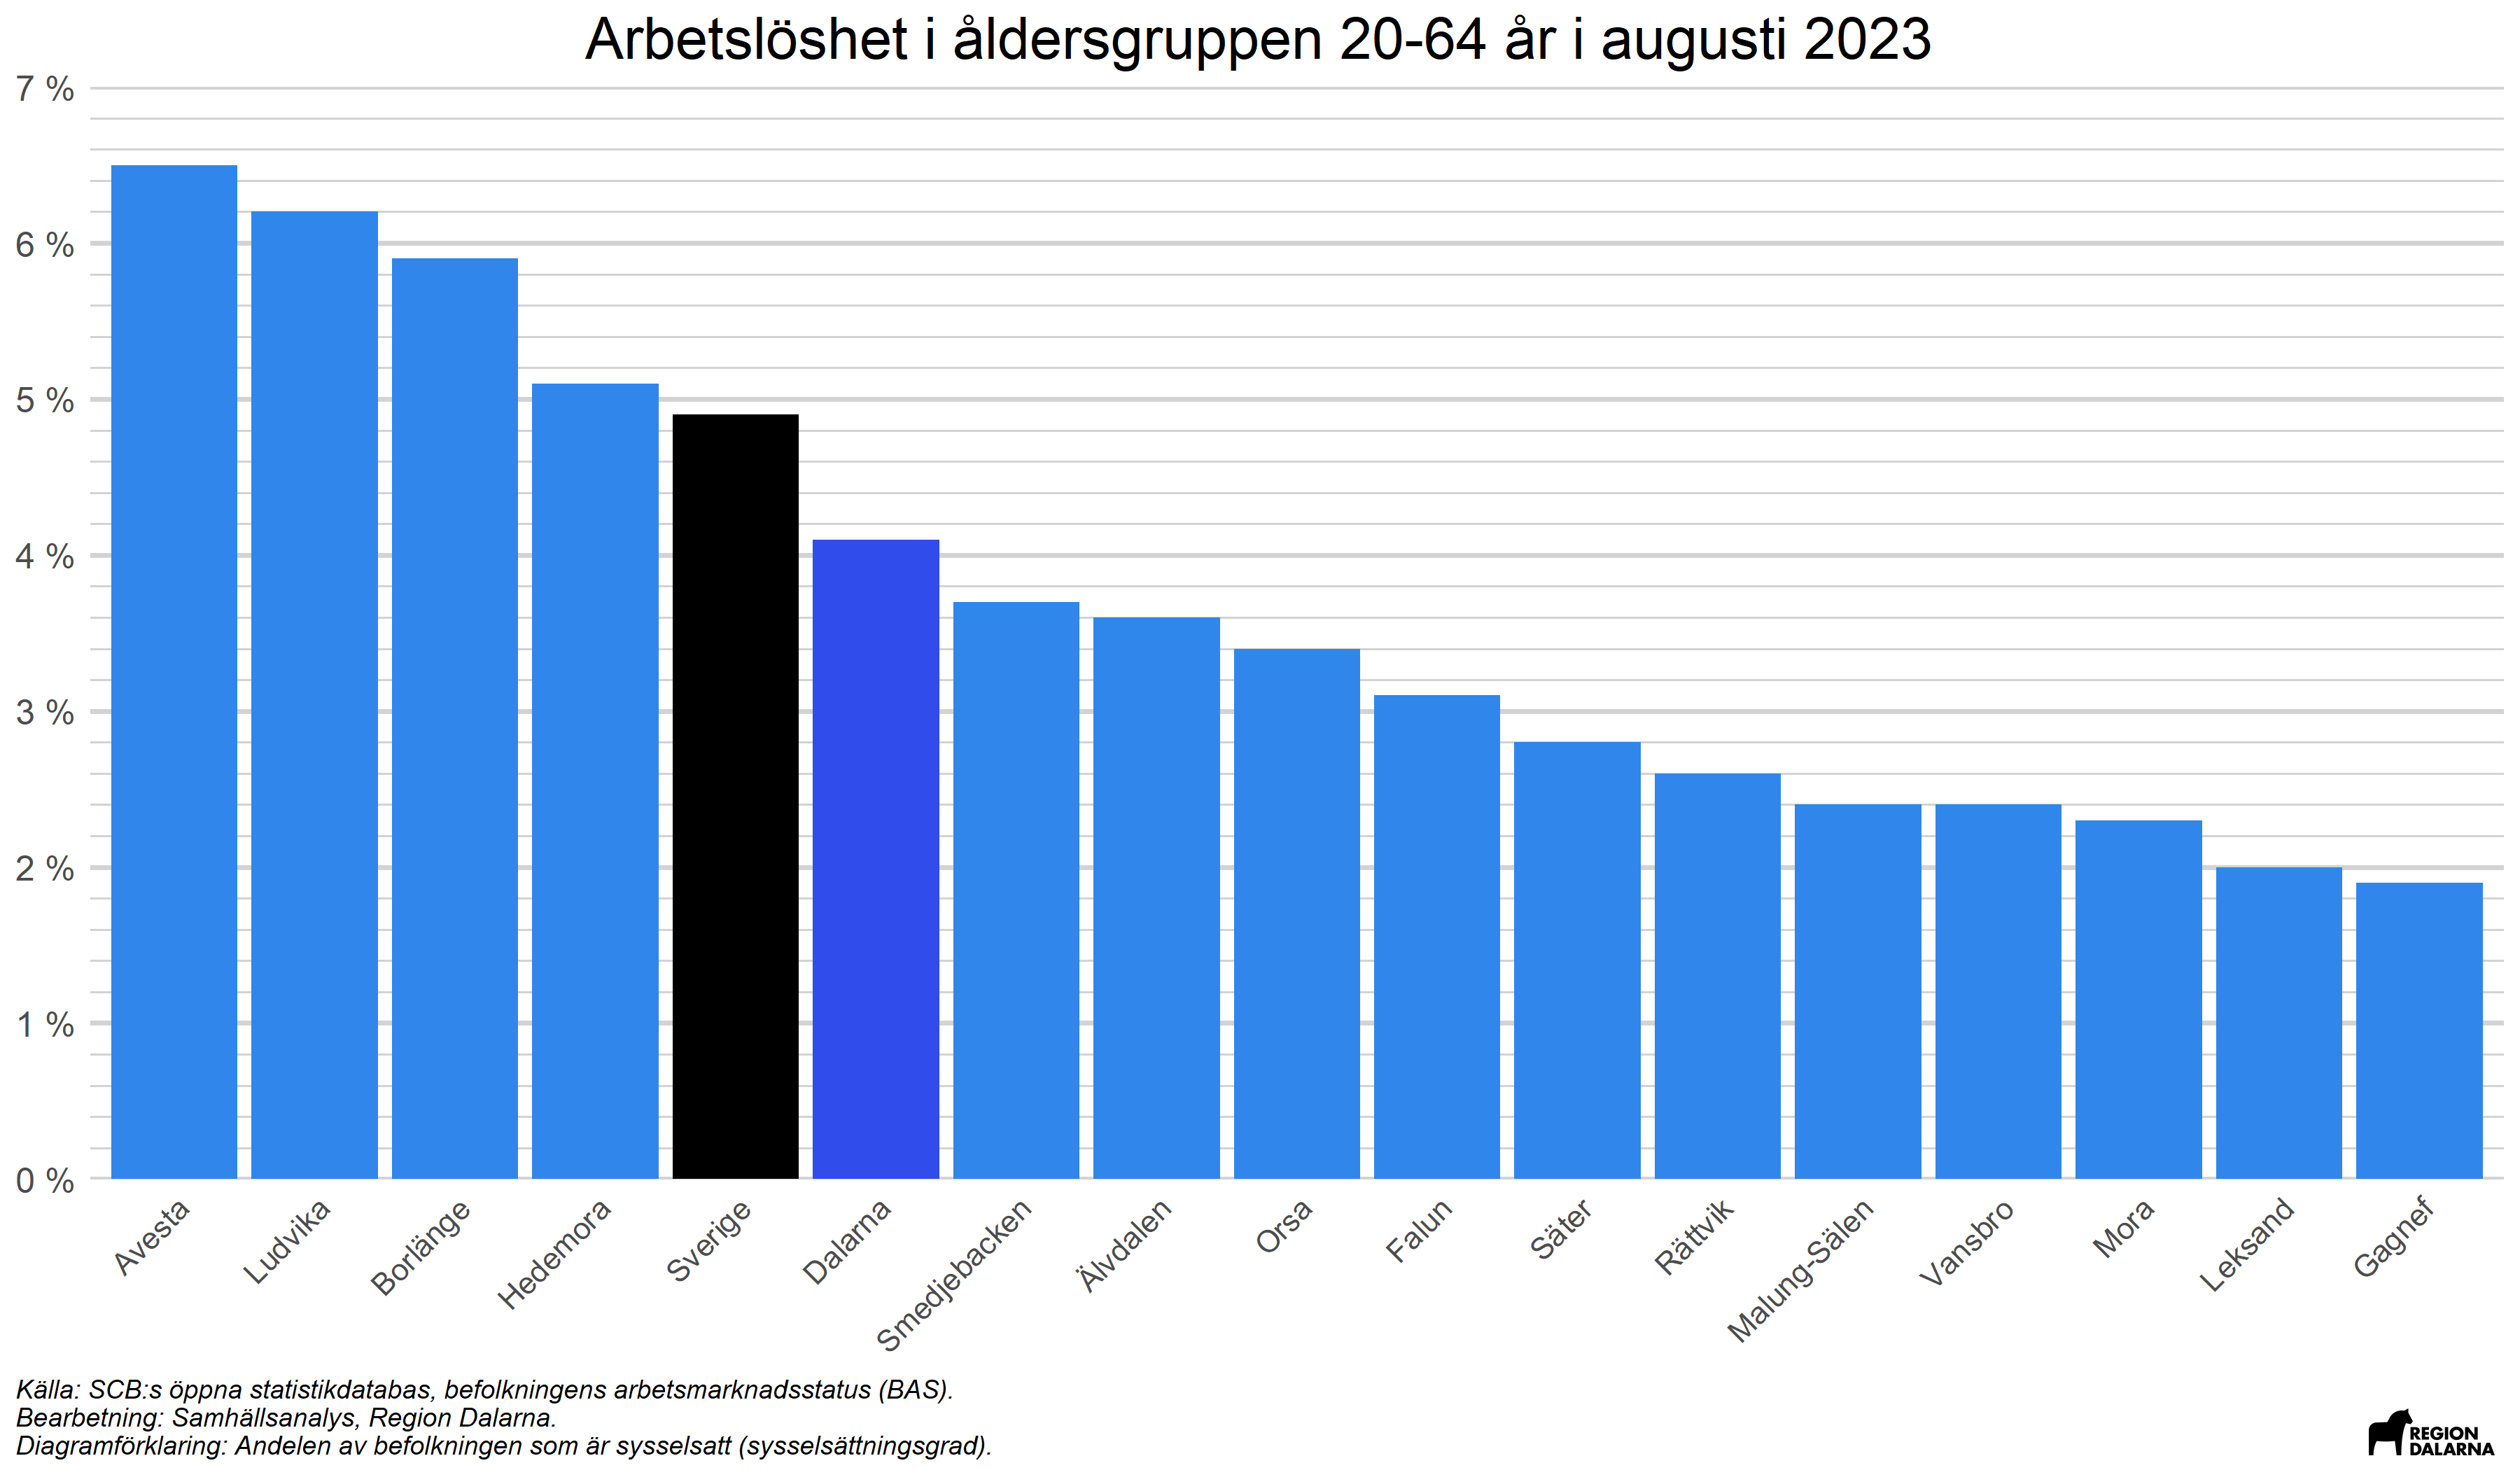 Arbetslöshet i åldersgruppen 20-64 år i augusti 2023
7 %
6 %
5 %
4 %
3 %
2 %
1 %
0 %
Avesta
Ludvika
Borlänge
Hedemora
Sverige
Dalarna
Smedjebacken
Älvdalen
Orsa
Falun
Säter
Rättvik
Malung-Sälen
Vansbro
Mora
Leksand
Gagnef
Källa: SCB:s öppna statistikdatabas, befolkningens arbetsmarknadsstatus (BAS).
Bearbetning: Samhällsanalys, Region Dalarna.
Diagramförklaring: Andelen av befolkningen som är sysselsatt (sysselsättningsgrad).
REGION
DALARNA